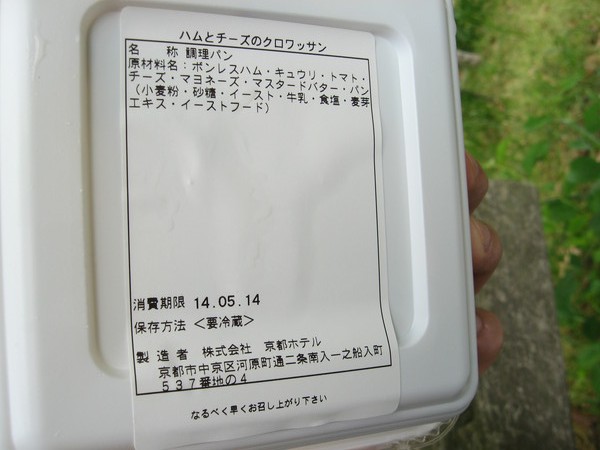 ハムとチーズのクロワッサン
名　称 調理パン
原材料名：ボンレスハム・キュウリ・トマト・
チーズ・マヨネーズ・マスタードバター・パン
（小麦粉・砂糖・イースト・牛乳・食塩・麦芽
エキス・イーストフード）
消費期限 14.05.14
保存方法 ＜要冷蔵＞
製 造 者　株式会社　京都ホテル
京都市中京区河原町通二条南入一之船入町
５３７番地の４
なるべく早くお召し上がり下さい